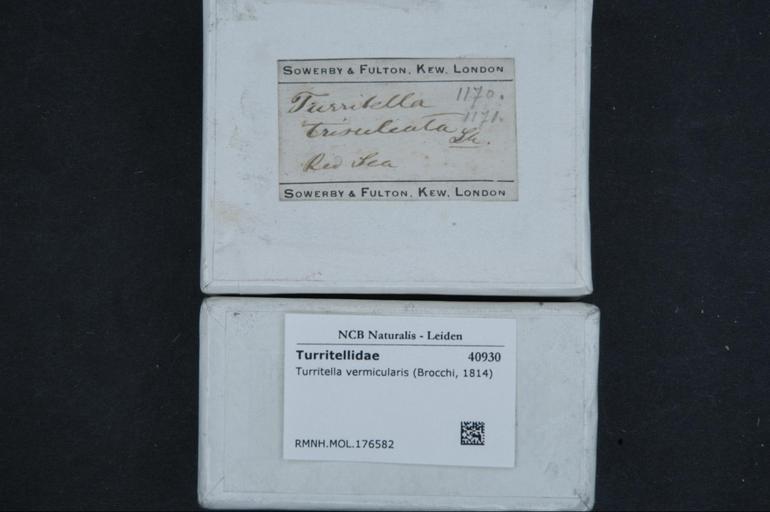 SOWERBY & FULTON, KEW, LONDON
Turritella 1170.
trisulcata La. 1171.
Red Sea
SOWERBY & FULTON, KEW, LONDON
NCB Naturalis - Leiden
Turritellidae 40930
Turritella vermicularis (Brocchi, 1814)
RMNH.MOL.176582